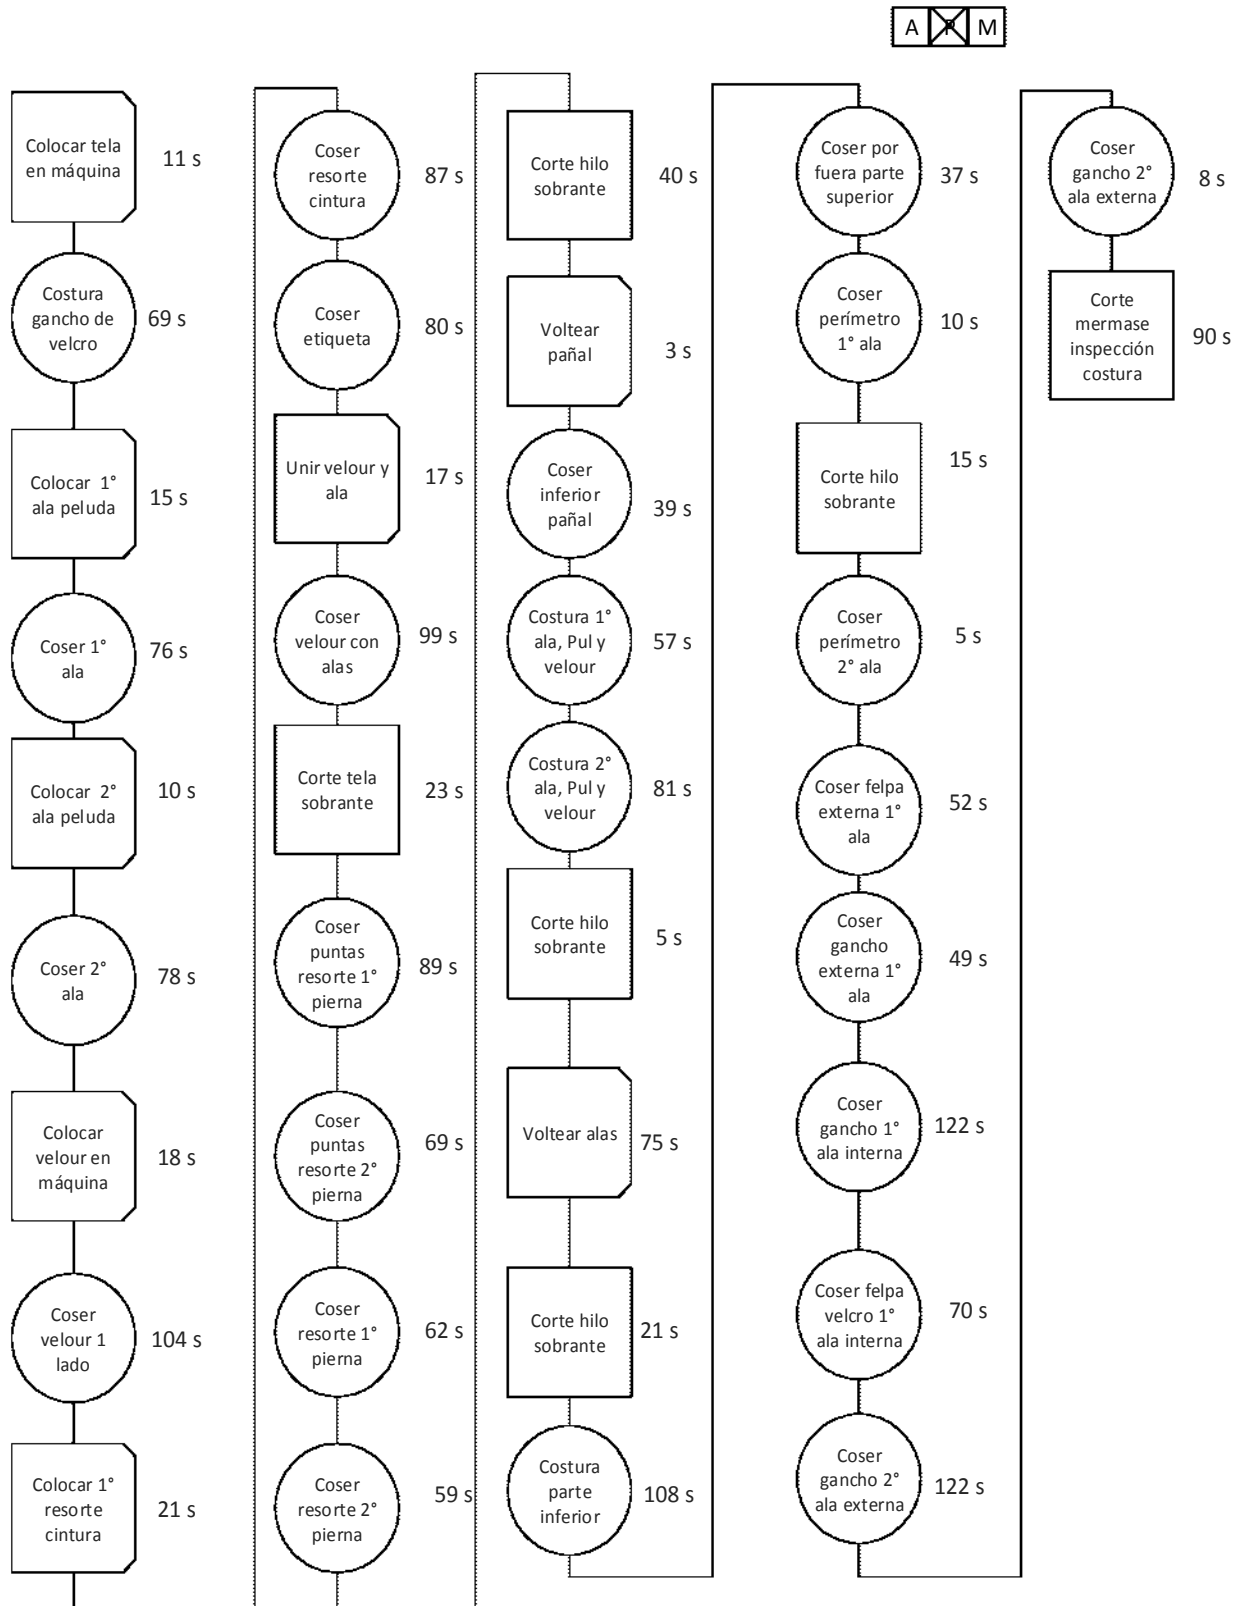 A P M
Colocar tela
en máquina
11 s
Costura
gancho de
velcro
69 s
Colocar 1°
ala peluda
15 s
Coser 1°
ala
76 s
Colocar 2°
ala peluda
10 s
Coser 2°
ala
78 s
Colocar
velour en
máquina
18 s
Coser
velour 1
lado
104 s
Colocar 1°
resorte
cintura
21 s
Coser
resorte
cintura
87 s
Coser
etiqueta
80 s
Unir velour y
ala
17 s
Coser
velour con
alas
99 s
Corte tela
sobrante
23 s
Coser
puntas
resorte 1°
pierna
89 s
Coser
puntas
resorte 2°
pierna
69 s
Coser
resorte 1°
pierna
62 s
Coser
resorte 2°
pierna
59 s
Corte hilo
sobrante
40 s
Voltear
pañal
3 s
Coser
inferior
pañal
39 s
Costura 1°
ala, Pul y
velour
57 s
Costura 2°
ala, Pul y
velour
81 s
Corte hilo
sobrante
5 s
Voltear alas
75 s
Corte hilo
sobrante
21 s
Costura
parte
inferior
108 s
Coser por
fuera parte
superior
37 s
Coser
perímetro
1° ala
10 s
Corte hilo
sobrante
15 s
Coser
perímetro
2° ala
5 s
Coser felpa
externa 1°
ala
52 s
Coser
gancho
externa 1°
ala
49 s
Coser
gancho 1°
ala interna
122 s
Coser felpa
velcro 1°
ala interna
70 s
Coser
gancho 2°
ala externa
122 s
Coser
gancho 2°
ala externa
8 s
Corte
mermase
inspección
costura
90 s